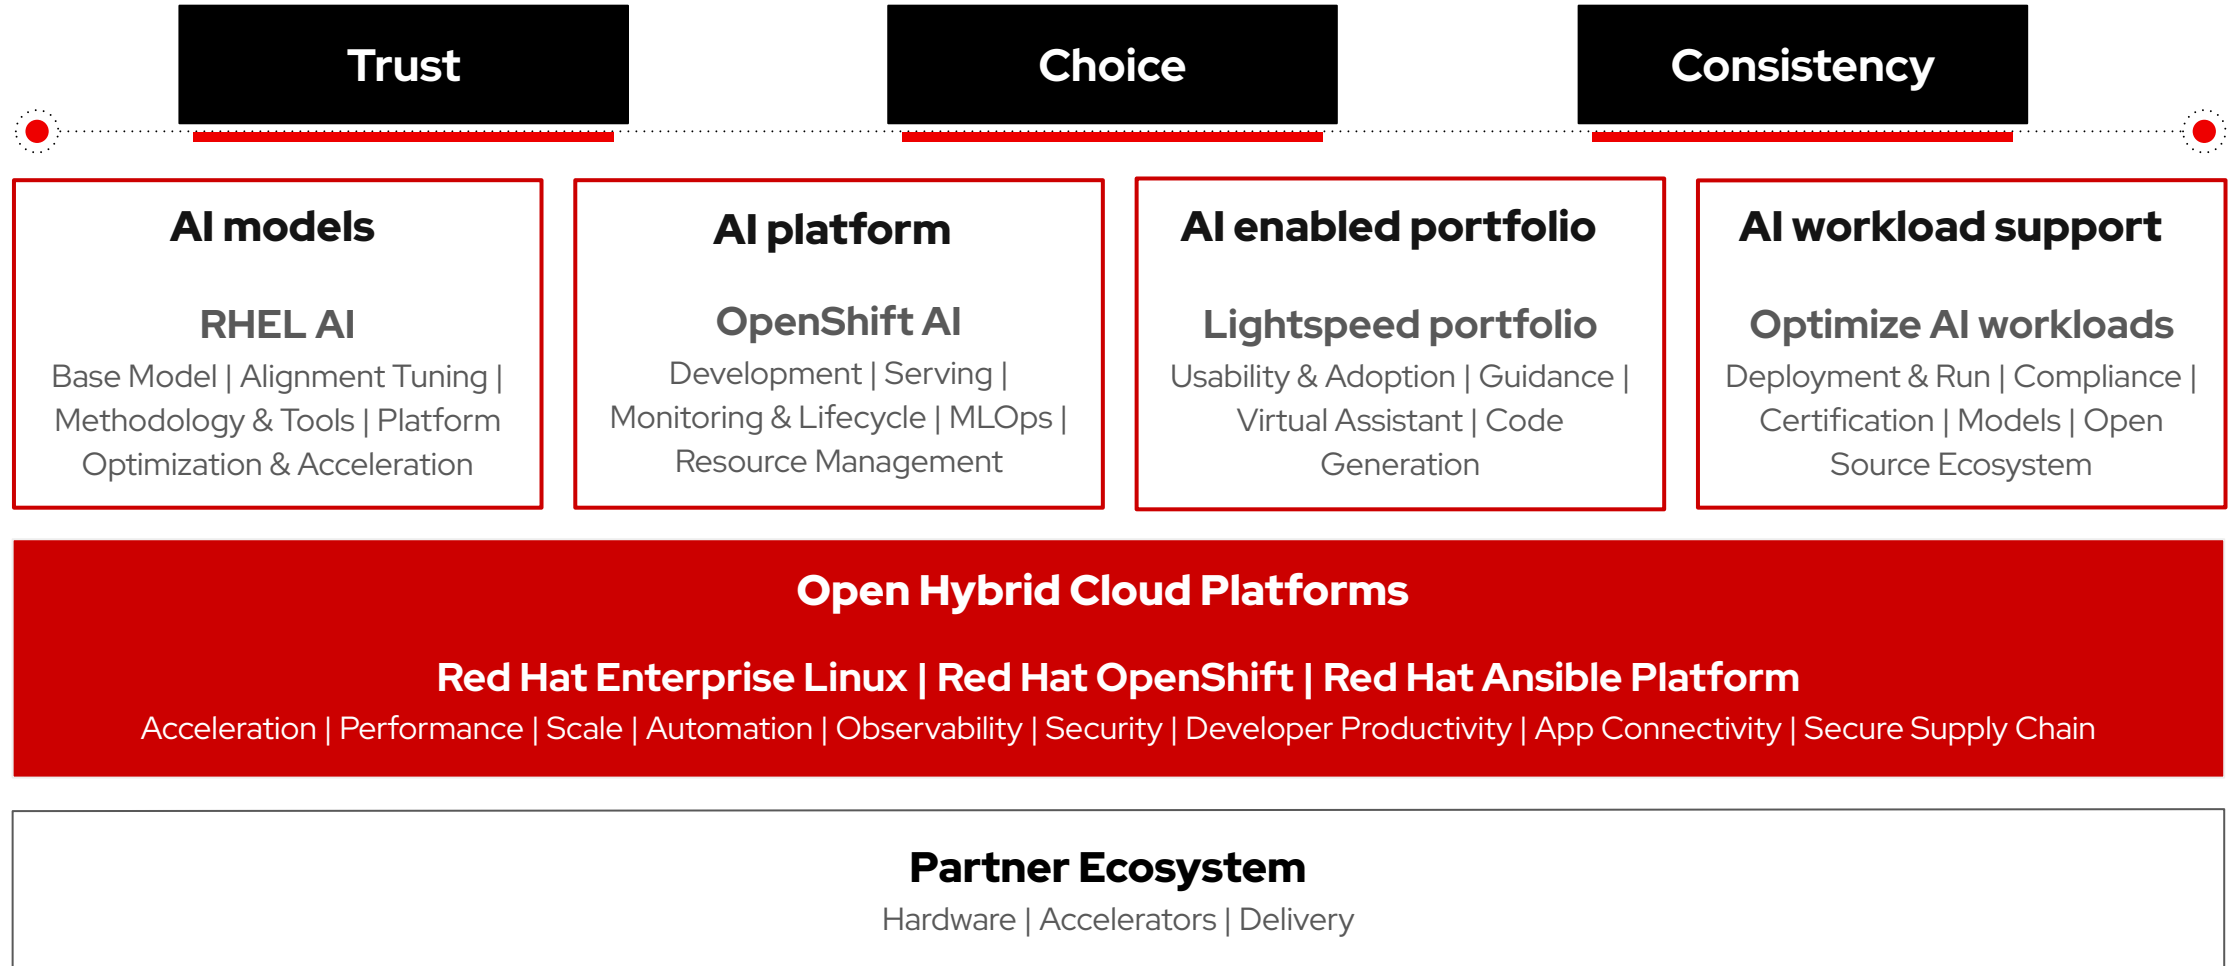 Trust
Choice
Consistency
AI models
RHEL AI
Base Model | Alignment Tuning |
Methodology & Tools | Platform
Optimization & Acceleration
AI platform
OpenShift AI
Development | Serving |
Monitoring & Lifecycle | MLOps |
Resource Management
AI enabled portfolio
Lightspeed portfolio
Usability & Adoption | Guidance |
Virtual Assistant | Code
Generation
AI workload support
Optimize AI workloads
Deployment & Run | Compliance |
Certification | Models | Open
Source Ecosystem
Open Hybrid Cloud Platforms
Red Hat Enterprise Linux | Red Hat OpenShift | Red Hat Ansible Platform
Acceleration | Performance | Scale | Automation | Observability | Security | Developer Productivity | App Connectivity | Secure Supply Chain
Partner Ecosystem
Hardware | Accelerators | Delivery